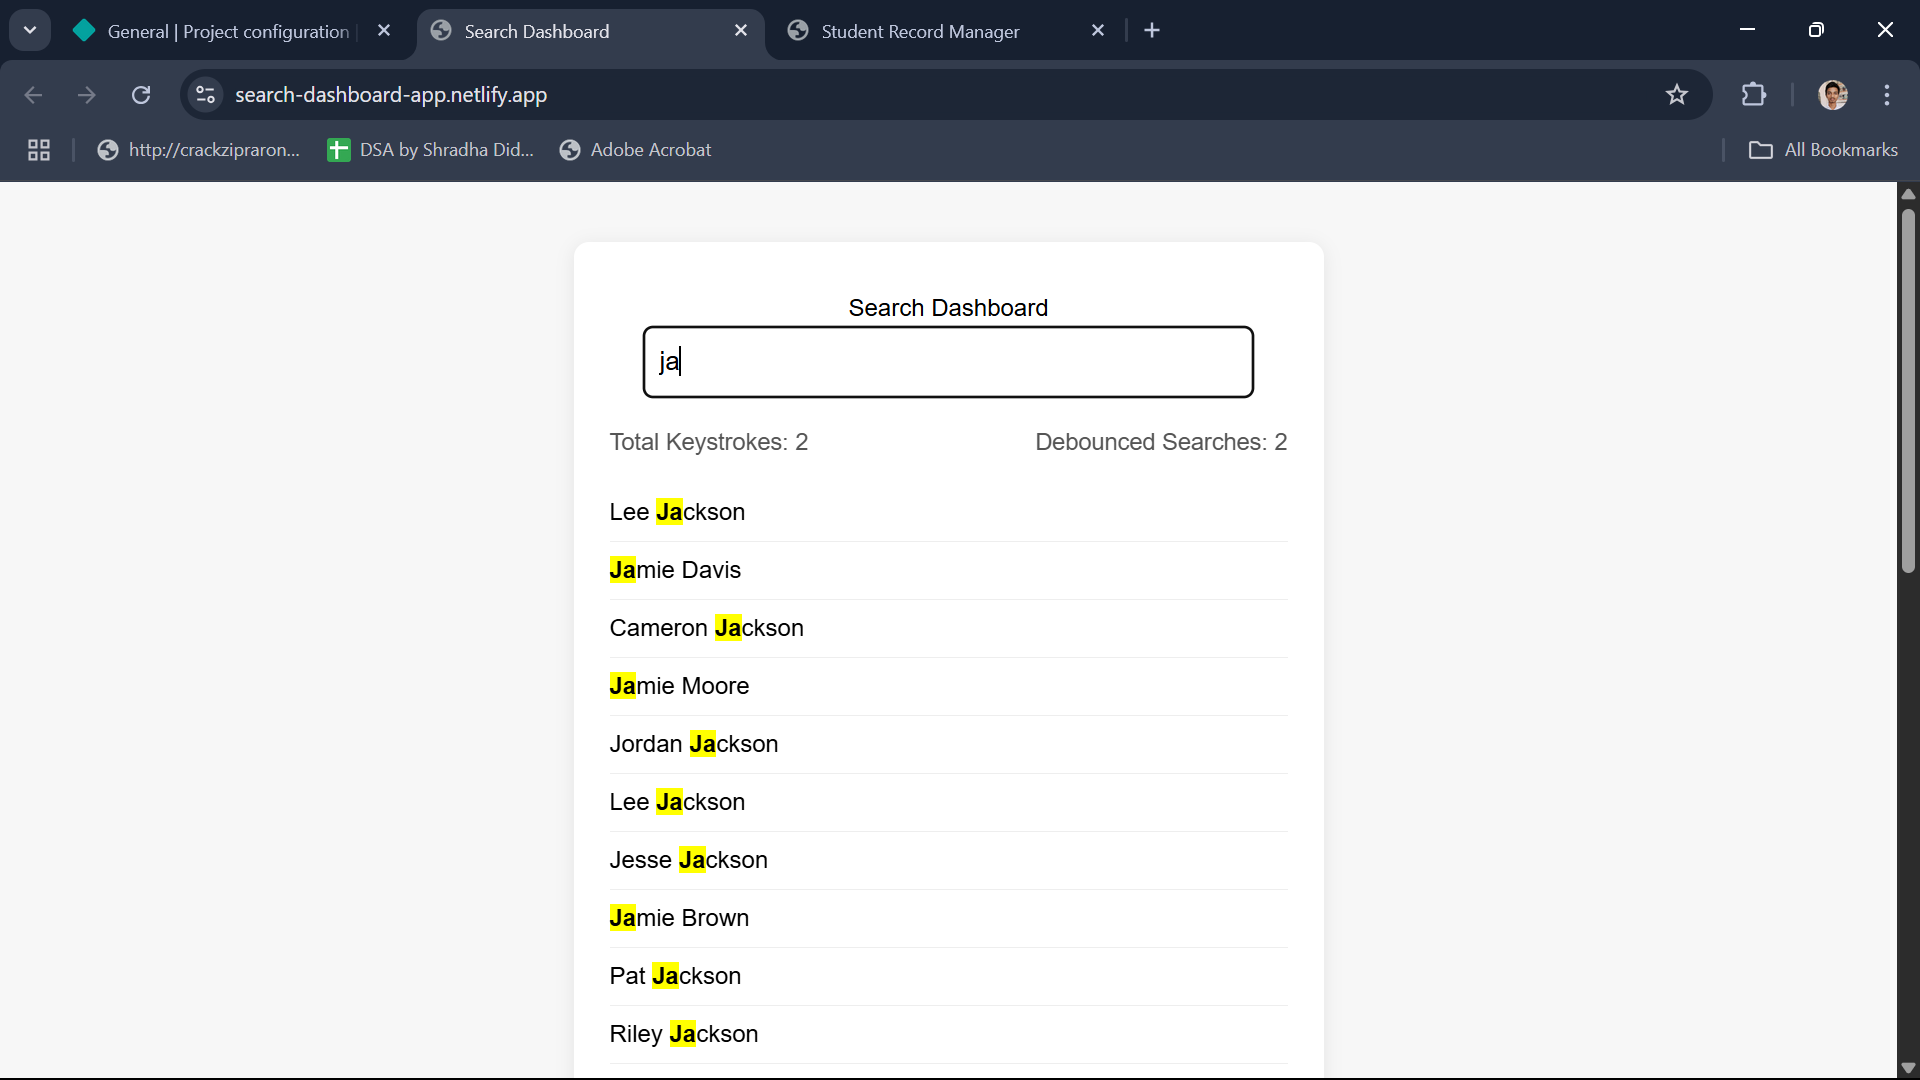 General | Project configuration
Search Dashboard
Student Record Manager
search-dashboard-app.netlify.app
http://crackzipraron...
DSA by Shradha Did...
Adobe Acrobat
All Bookmarks
Search Dashboard
ja
Total Keystrokes: 2
Debounced Searches: 2
Lee Jackson
Jamie Davis
Cameron Jackson
Jamie Moore
Jordan Jackson
Lee Jackson
Jesse Jackson
Jamie Brown
Pat Jackson
Riley Jackson